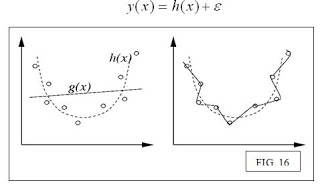 y(x) = h(x) + ε
h(x)
g(x)
FIG. 16